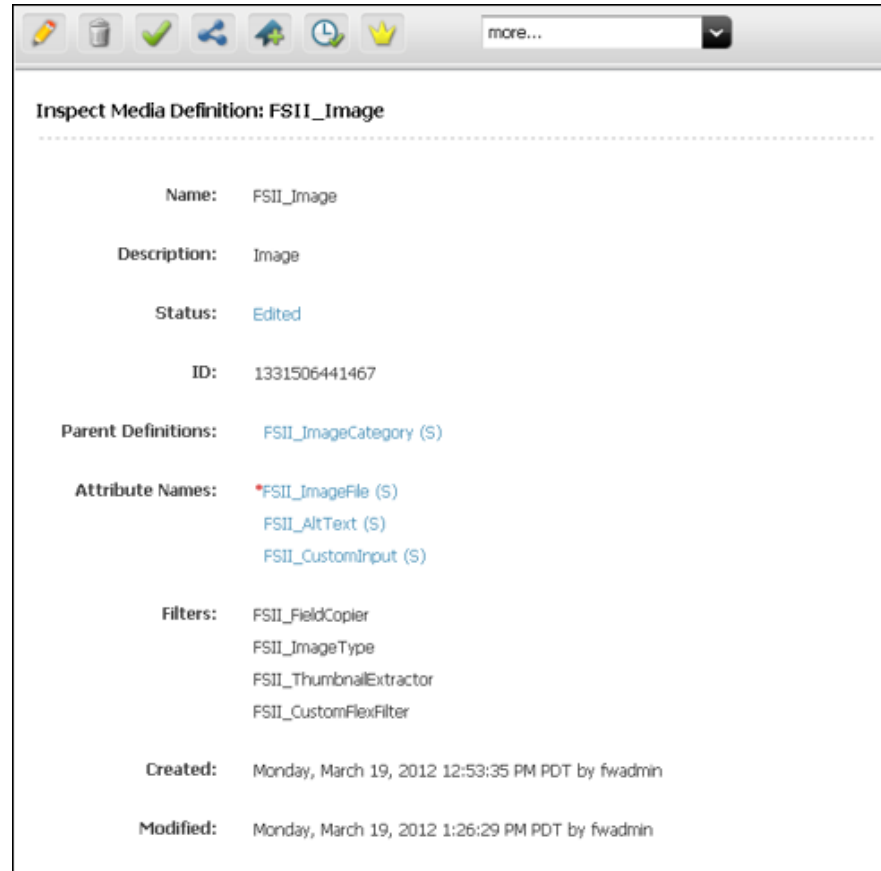 more...
Inspect Media Definition: FSII_Image
Name: FSII_Image
Description: Image
Status: Edited
ID: 1331506441467
Parent Definitions: FSII_ImageCategory (S)
Attribute Names: *FSII_ImageFile (S)
FSII_AltText (S)
FSII_CustomInput (S)
Filters: FSII_FieldCopier
FSII_ImageType
FSII_ThumbnailExtractor
FSII_CustomFlexFilter
Created: Monday, March 19, 2012 12:53:35 PM PDT by fwadmin
Modified: Monday, March 19, 2012 1:26:29 PM PDT by fwadmin